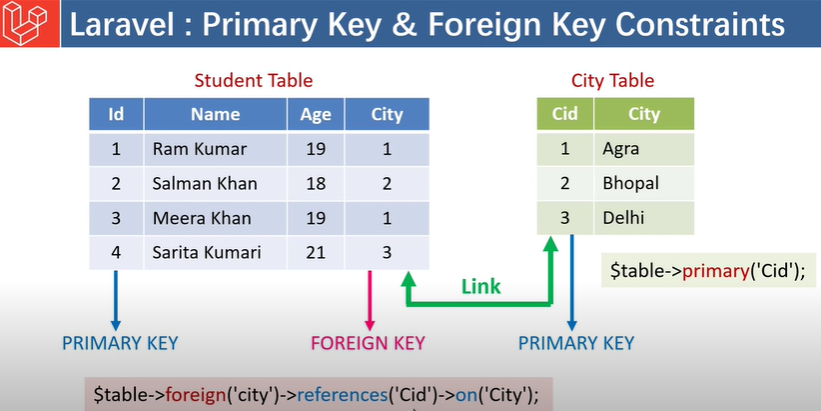 Laravel : Primary Key & Foreign Key Constraints
Student Table
Id Name Age City
1 Ram Kumar 19 1
2 Salman Khan 18 2
3 Meera Khan 19 1
4 Sarita Kumari 21 3
City Table
Cid City
1 Agra
2 Bhopal
3 Delhi
$table->primary('Cid');
Link
PRIMARY KEY
FOREIGN KEY
PRIMARY KEY
$table->foreign('city')->references('Cid')->on('City');